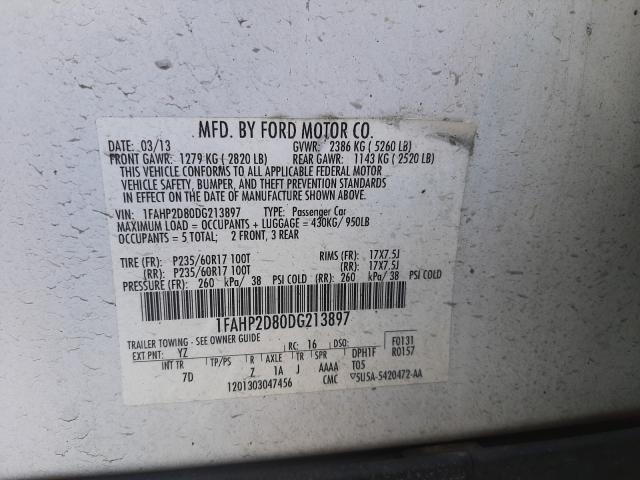 MFD. BY FORD MOTOR CO.
DATE: 03/13 GVWR: 2386 KG ( 5260 LB)
FRONT GAWR: 1279 KG ( 2820 LB) REAR GAWR: 1143 KG ( 2520 LB)
THIS VEHICLE CONFORMS TO ALL APPLICABLE FEDERAL MOTOR
VEHICLE SAFETY, BUMPER, AND THEFT PREVENTION STANDARDS
IN EFFECT ON THE DATE OF MANUFACTURE SHOWN ABOVE.
VIN: 1FAHP2D80DG213897 TYPE: Passenger Car
MAXIMUM LOAD = OCCUPANTS + LUGGAGE = 430KG/ 950LB
OCCUPANTS = 5 TOTAL; 2 FRONT, 3 REAR
TIRE (FR): P235/60R17 100T RIMS (FR): 17X7.5J
(RR): P235/60R17 100T (RR): 17X7.5J
PRESSURE (FR): 260 kPa/ 38 PSI COLD (RR): 260 kPa/ 38 PSI COLD
1FAHP2D80DG213897
TRAILER TOWING - SEE OWNER GUIDE F0131
EXT PNT: YZ RC: 16 DSO: R0157
INT TR TP/PS R AXLE TR SPR DPH1F
7D Z 1A J AAAA T05
1201303047456 CMC ▽5U5A-5420472-AA